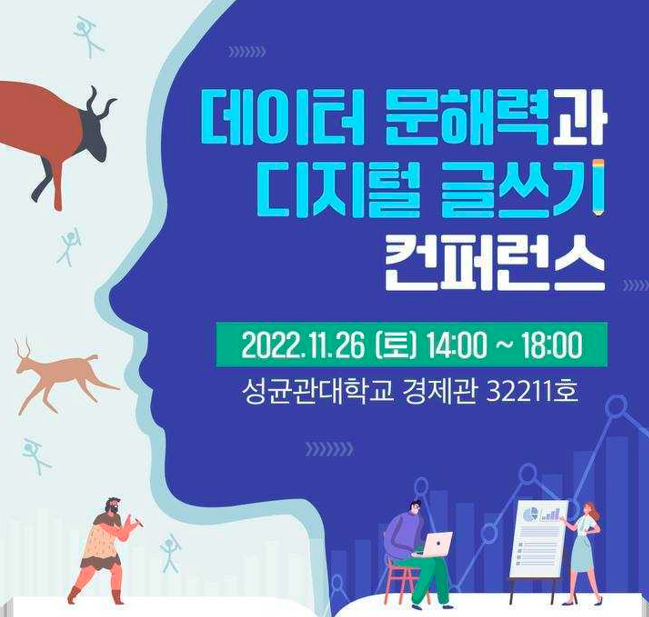 데이터 문해력과
디지털 글쓰기
컨퍼런스
2022.11.26 (토) 14:00 ~ 18:00
성균관대학교 경제관 32211호